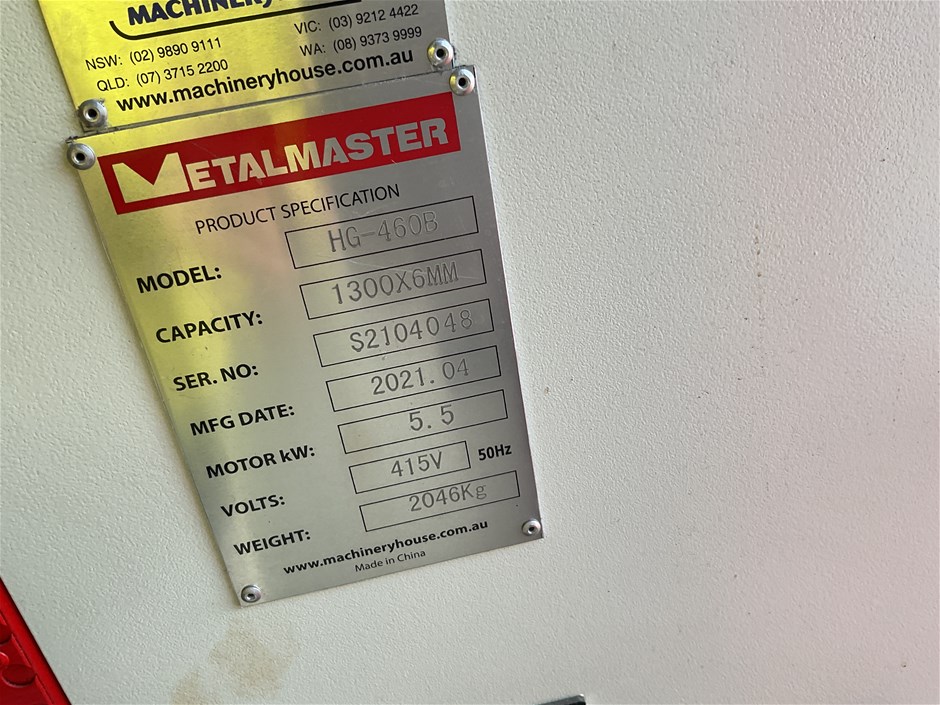 MACHINERY
NSW: (02) 9890 9111 VIC: (03) 9212 4422
QLD: (07) 3715 2200 WA: (08) 9373 9999
www.machineryhouse.com.au
METALMASTER
PRODUCT SPECIFICATION
MODEL: HG-460B
CAPACITY: 1300X6MM
SER. NO: S2104048
MFG DATE: 2021.04
MOTOR kW: 5.5
VOLTS: 415V 50Hz
WEIGHT: 2046Kg
www.machineryhouse.com.au
Made in China